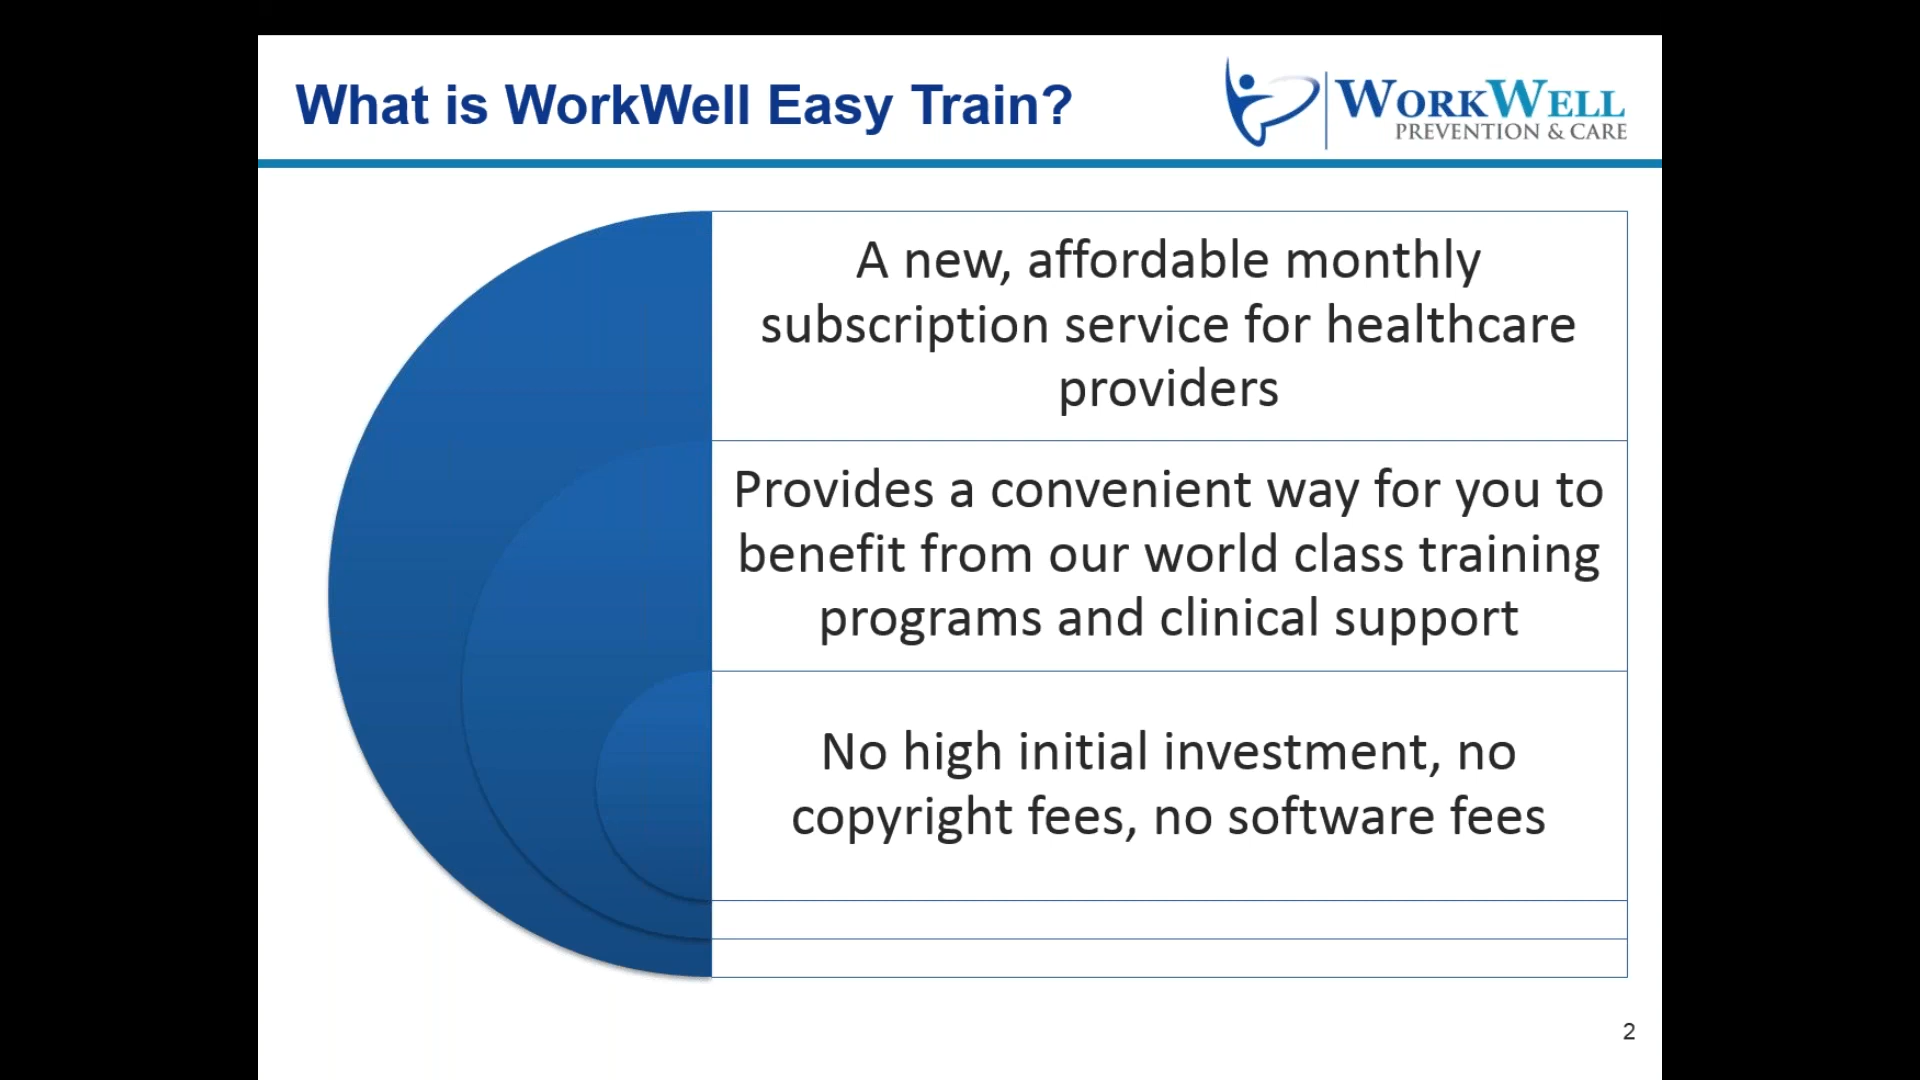 What is WorkWell Easy Train?
WORKWELL
PREVENTION & CARE
A new, affordable monthly
subscription service for healthcare
providers
Provides a convenient way for you to
benefit from our world class training
programs and clinical support
No high initial investment, no
copyright fees, no software fees
2